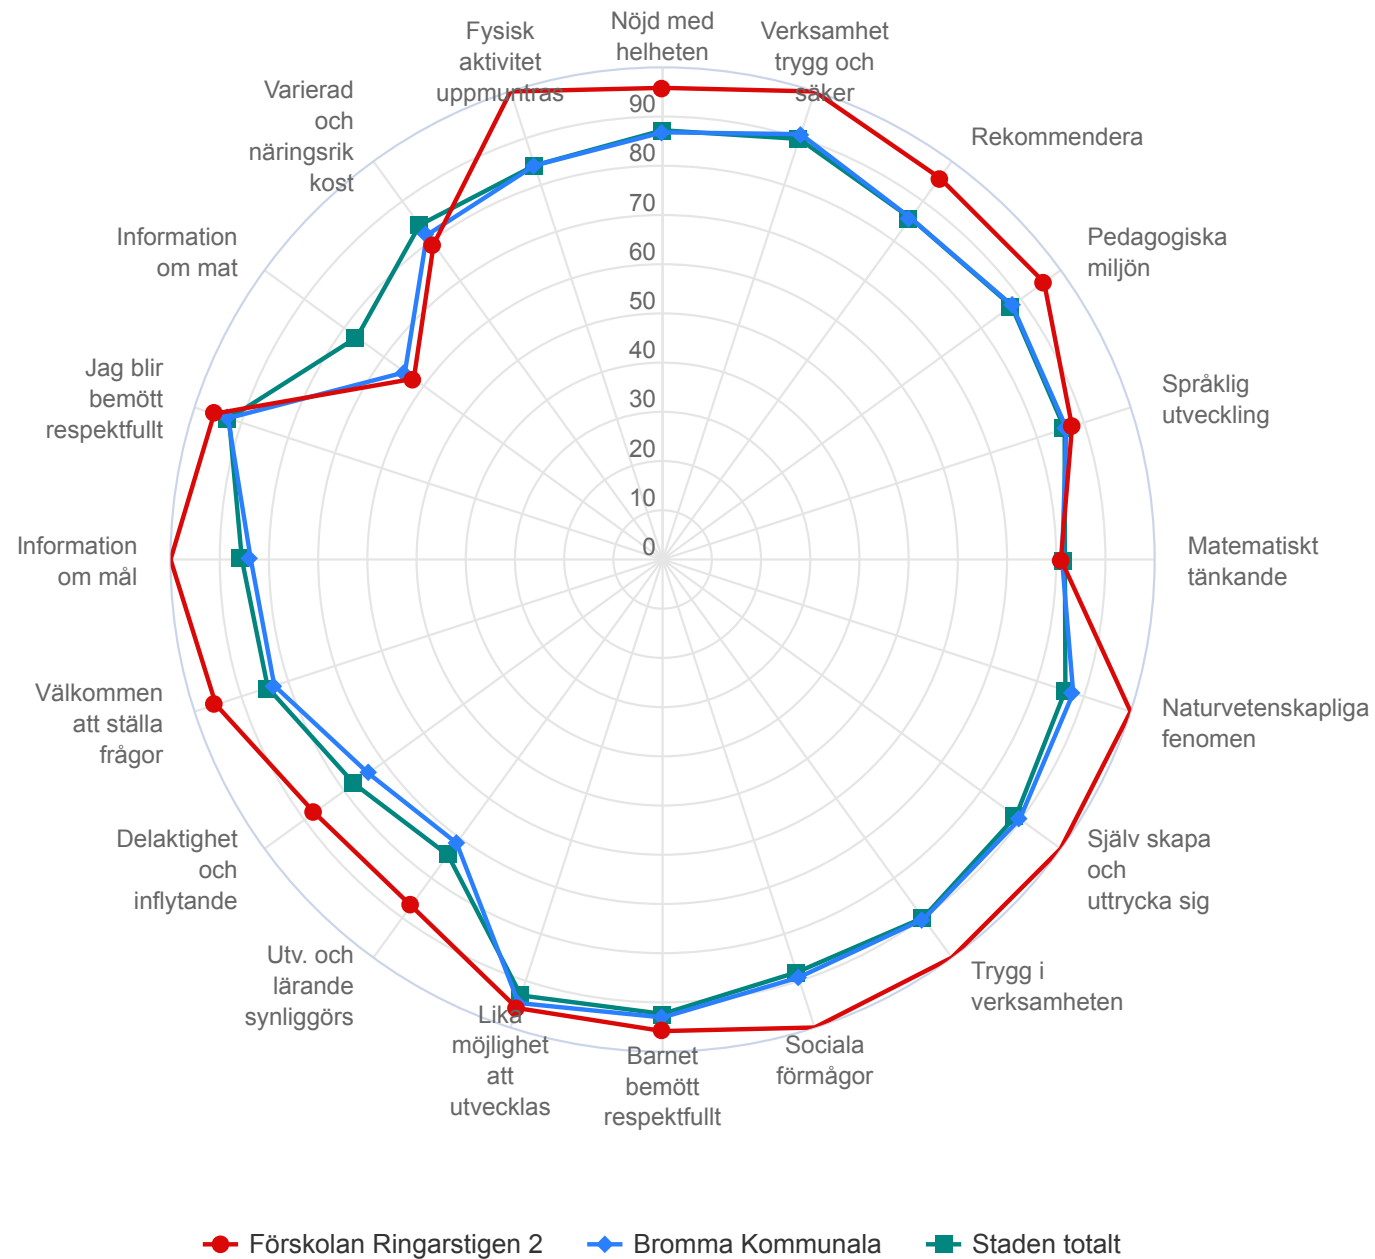 Nöjd med
helheten
Verksamhet
trygg och
säker
Rekommendera
Pedagogiska
miljön
Språklig
utveckling
Matematiskt
tänkande
Naturvetenskapliga
fenomen
Själv skapa
och
uttrycka sig
Trygg i
verksamheten
Sociala
förmågor
Barnet
bemött
respektfullt
Lika
möjlighet
att
utvecklas
Utv. och
lärande
synliggörs
Delaktighet
och
inflytande
Välkommen
att ställa
frågor
Information
om mål
Jag blir
bemött
respektfullt
Information
om mat
Varierad
och
näringsrik
kost
Fysisk
aktivitet
uppmuntras
90
80
70
60
50
40
30
20
10
0
Förskolan Ringarstigen 2
Bromma Kommunala
Staden totalt